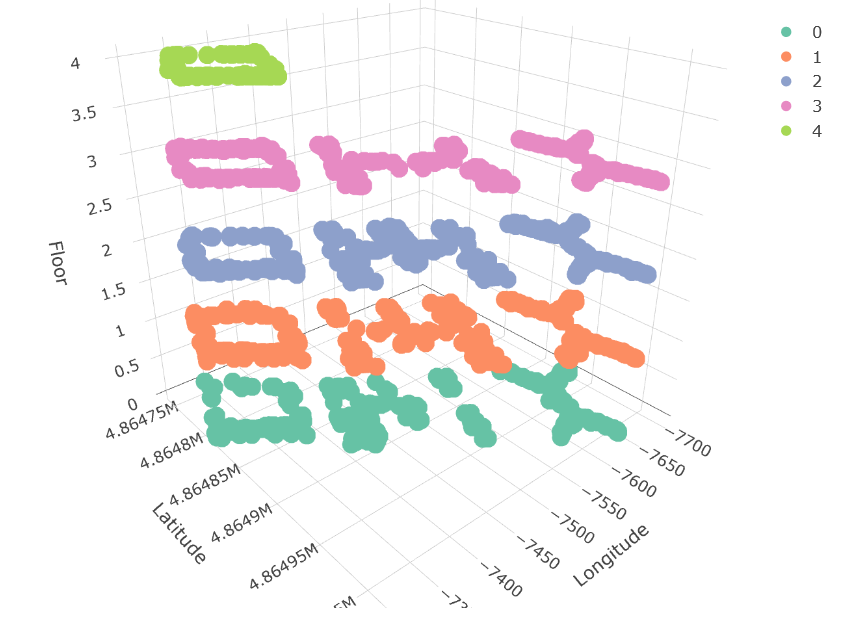 0
1
2
3
4
4
3.5
3
2.5
2
1.5
1
0.5
0
Floor
4.86475M
4.8648M
4.86485M
4.8649M
4.86495M
Latitude
−7700
−7650
−7600
−7550
−7500
−7450
−7400
Longitude